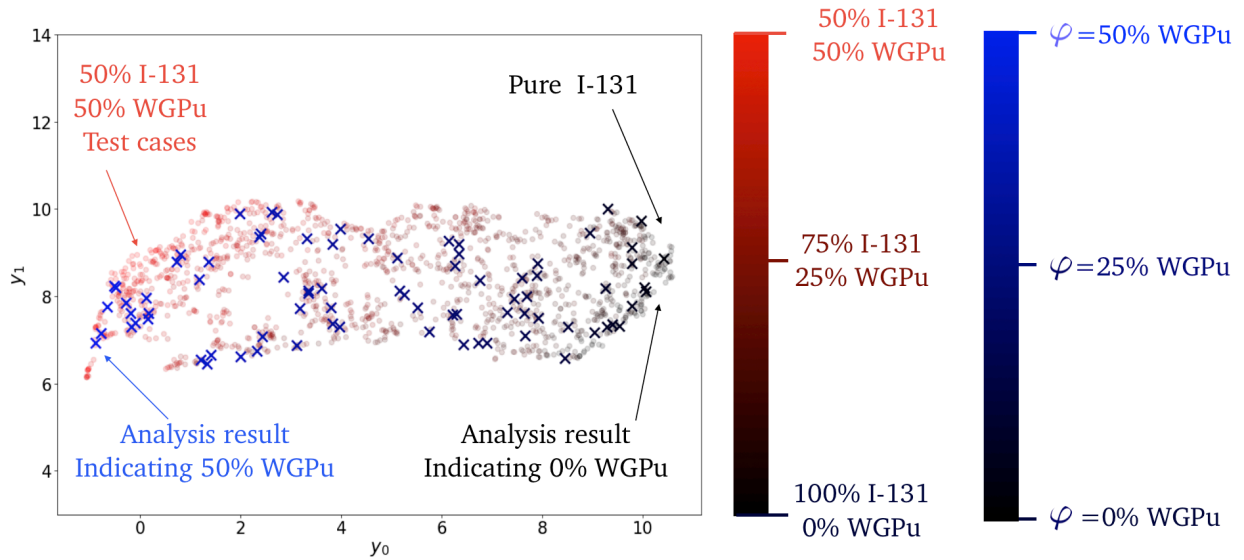 14
12
10
8
6
4
0
2
4
6
8
10
y₁
y₀
50% I-131
50% WGPu
Test cases
Pure I-131
Analysis result
Indicating 50% WGPu
Analysis result
Indicating 0% WGPu
50% I-131
50% WGPu
75% I-131
25% WGPu
100% I-131
0% WGPu
φ=50% WGPu
φ=25% WGPu
φ=0% WGPu